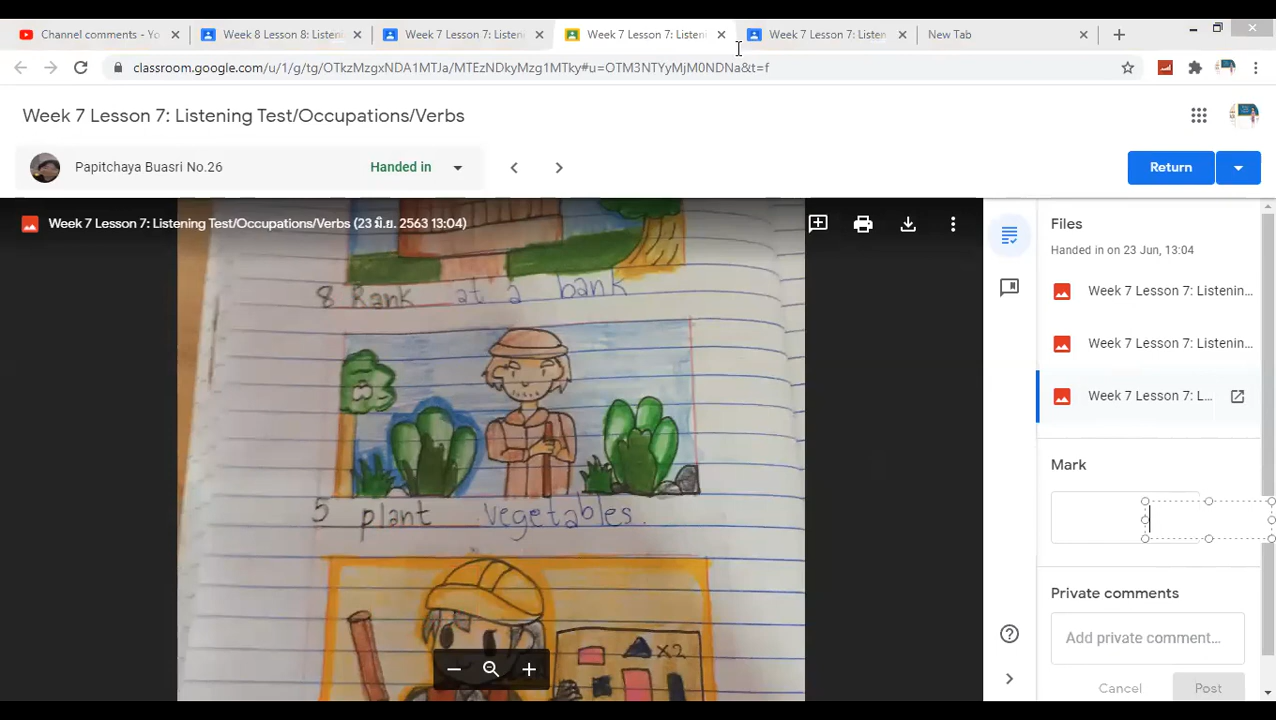 Channel comments - Yo
Week 8 Lesson 8: Listeni
Week 7 Lesson 7: Listeni
Week 7 Lesson 7: Listeni
Week 7 Lesson 7: Listen
New Tab
classroom.google.com/u/1/g/tg/OTkzMzgxNDA1MTJa/MTEzNDkyMzg1MTky#u=OTM3NTYyMjM0NDNa&t=f
Week 7 Lesson 7: Listening Test/Occupations/Verbs
Papitchaya Buasri No.26
Handed in
Return
Week 7 Lesson 7: Listening Test/Occupations/Verbs (23 มิ.ย. 2563 13:04)
8 Bank at a bank
5 plant vegetables.
X2
Files
Handed in on 23 Jun, 13:04
Week 7 Lesson 7: Listenin...
Week 7 Lesson 7: Listenin...
Week 7 Lesson 7: L...
Mark
Private comments
Add private comment...
Cancel
Post